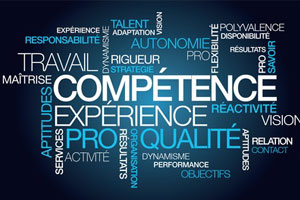 EXPÉRIENCE
TALENT
VISION
POLYVALENCE
RESPONSABILITÉ
DYNAMISME
ADAPTATION
FLEXIBILITÉ
DISPONIBILITÉ
AUTONOMIE
RÉSULTATS
PRO
SAVOIR
TRAVAIL
RIGUEUR
PRO
MAÎTRISE
STRATEGIE
COMPÉTENCE
APTITUDES
RÉACTIVITÉ
EXPÉRIENCE
VISION
SERVICES
PRO
RÉSULTATS
ORGANISATION
QUALITÉ
APTITUDES
RELATION
ACTIVITÉ
DYNAMISME
CONTACT
PERFORMANCE
OBJECTIFS